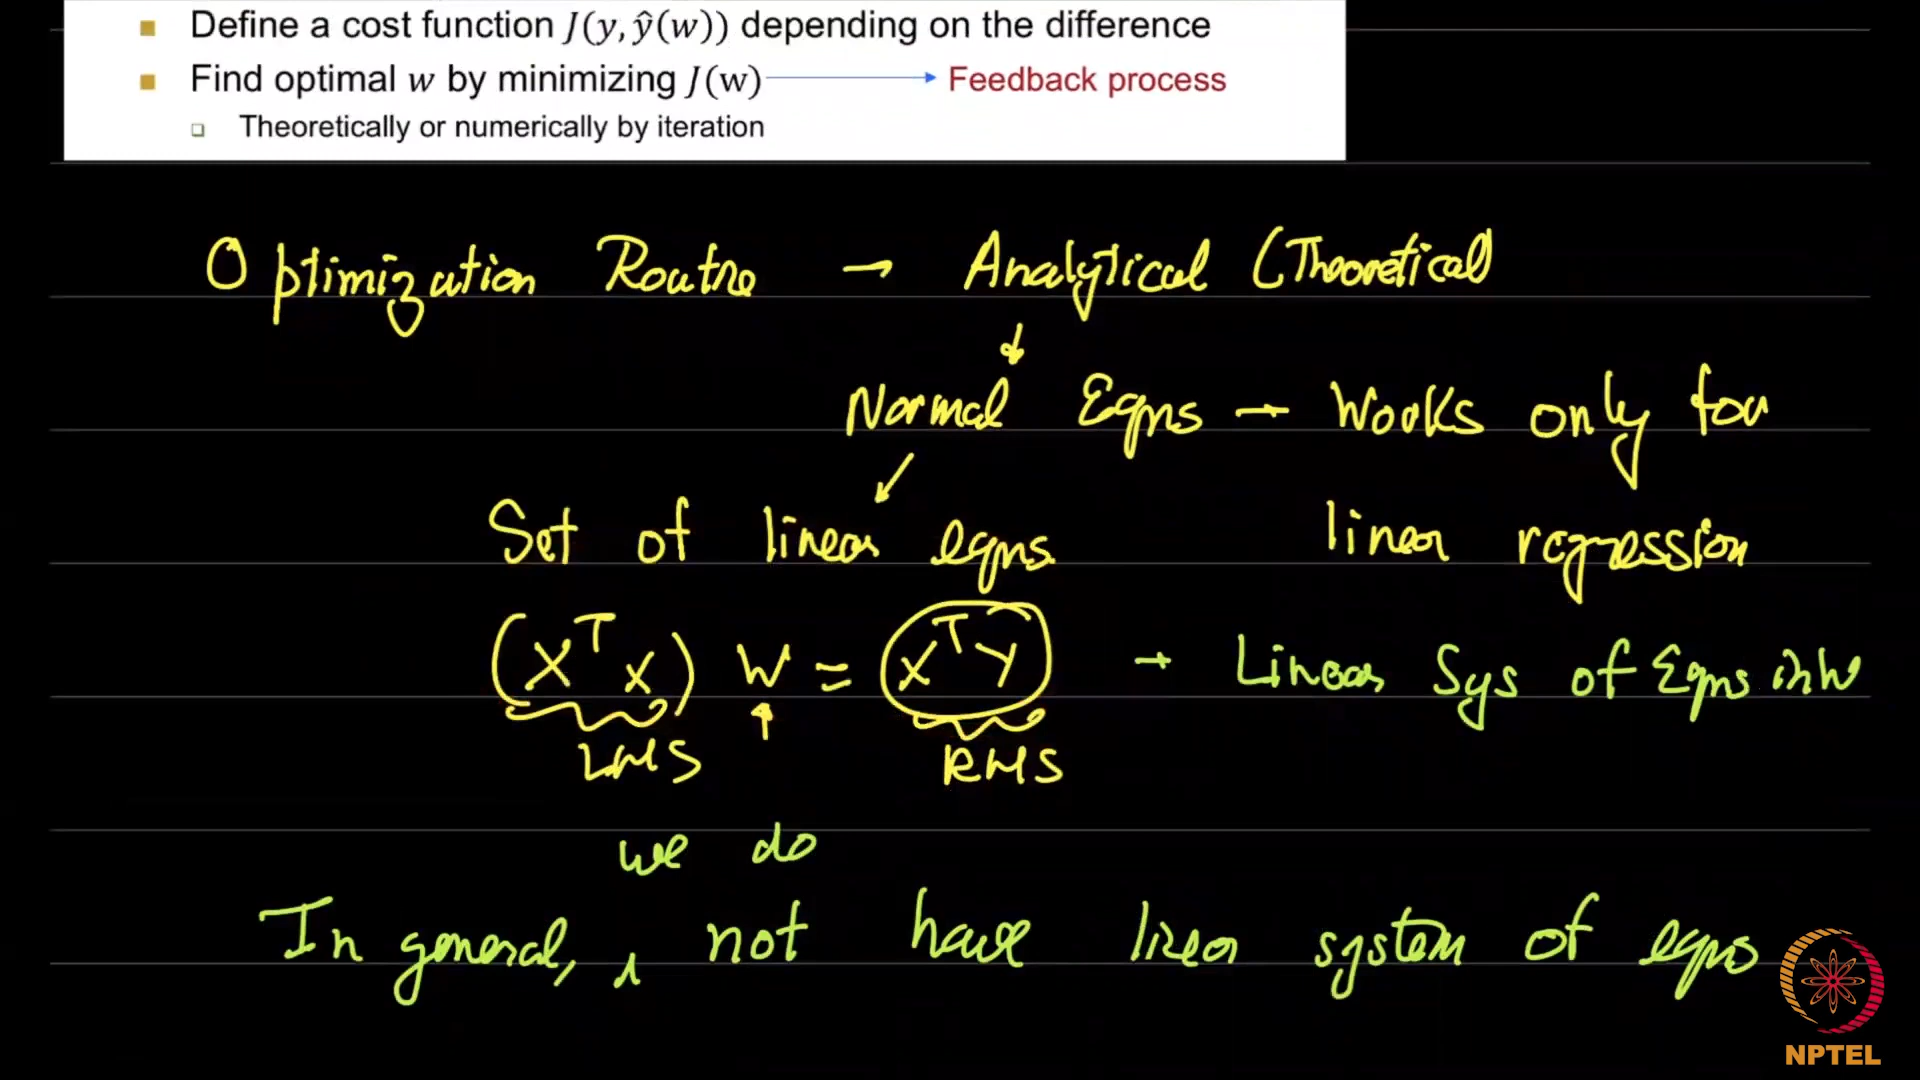 Define a cost function J(y, ŷ(w)) depending on the difference
Find optimal w by minimizing J(w) → Feedback process
Theoretically or numerically by iteration
Optimization Routne → Analytical (Theoretical)
Normal Eqns → Works only for
Set of linear eqns. linear regression
(XᵀX) W = XᵀY → Linear Sys of Eqns in W
LHS RHS
we do
In general, not have linear system of eqns
NPTEL